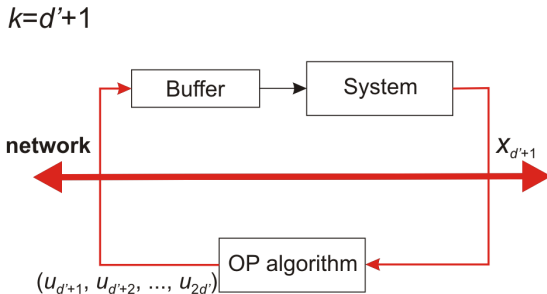 k=d'+1
Buffer
System
network
x_{d'+1}
OP algorithm
(u_{d'+1}, u_{d'+2}, ..., u_{2d'})